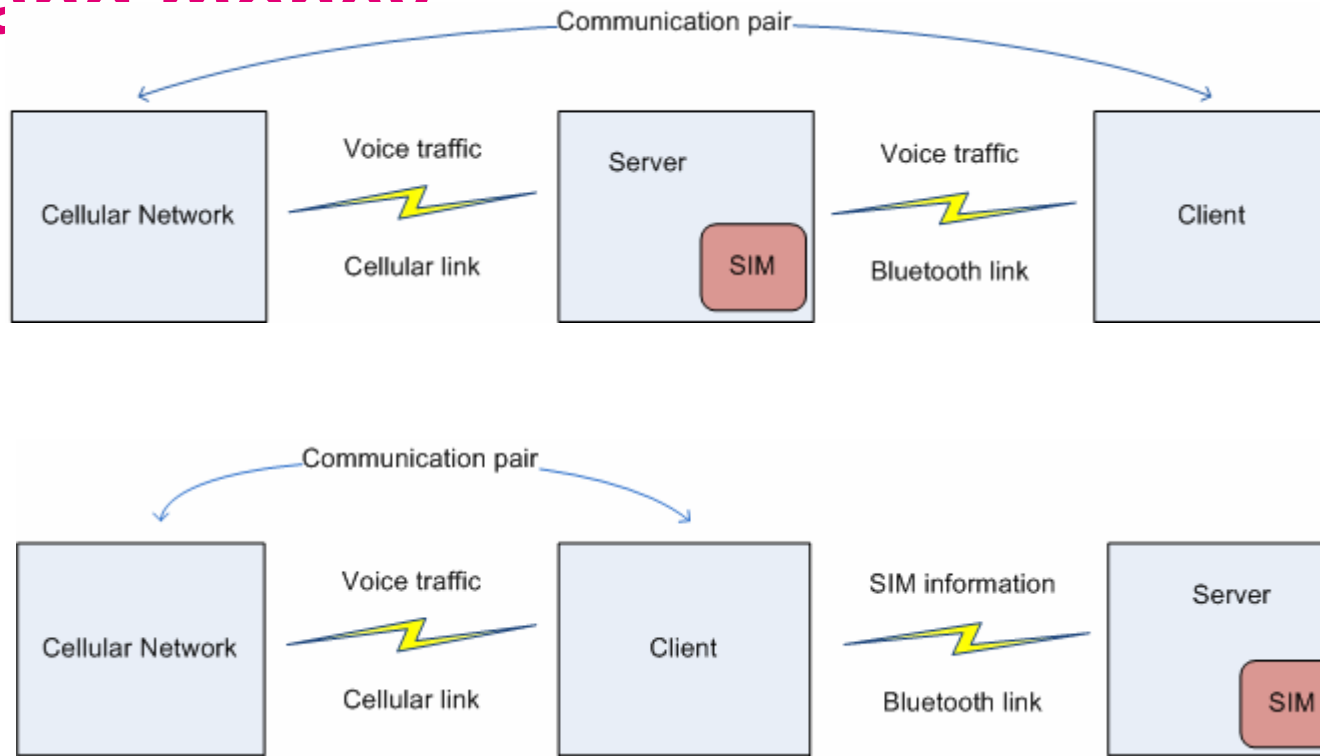 Communication pair
Voice traffic
Server
Voice traffic
Cellular Network
Client
Cellular link
SIM
Bluetooth link
Communication pair
Voice traffic
SIM information
Server
Cellular Network
Client
Cellular link
Bluetooth link
SIM